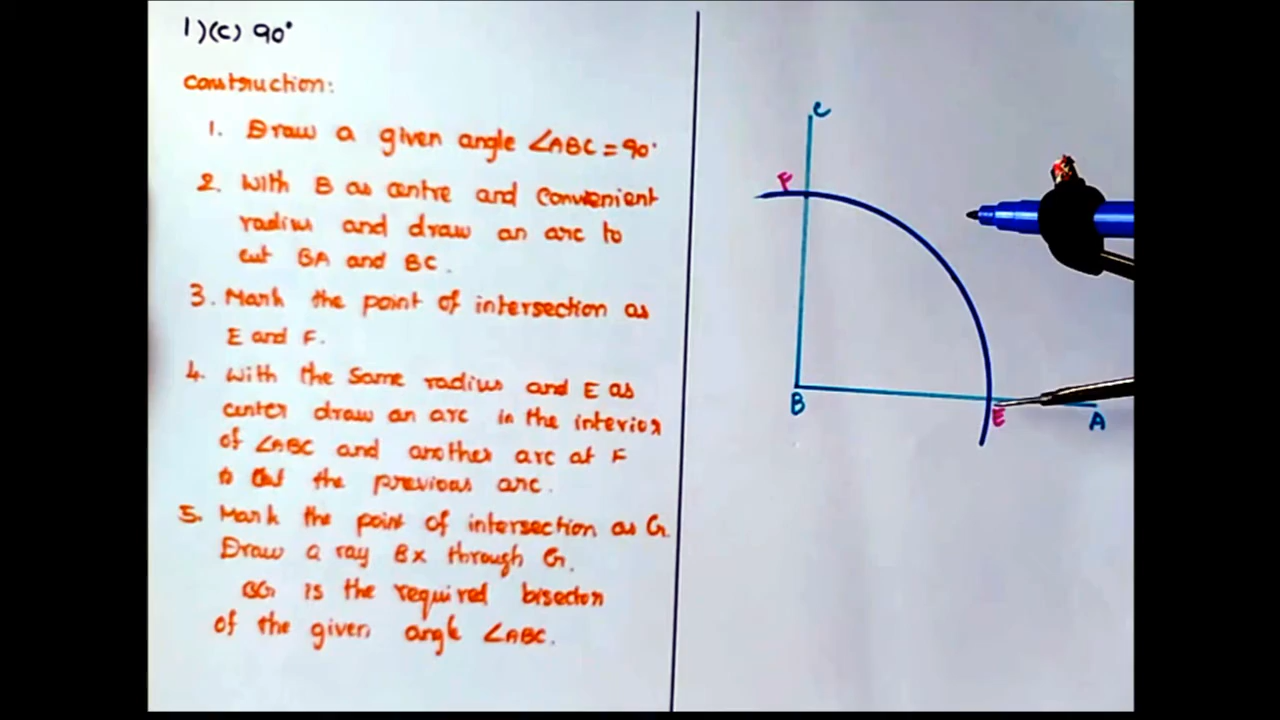 1)(c) 90°
Construction:
1. Draw a given angle ∠ABC = 90°
2. With B as centre and convenient
radius and draw an arc to
cut BA and BC.
3. Mark the point of intersection as
E and F.
4. With the same radius and E as
center draw an arc in the interior
of ∠ABC and another arc at F
to cut the previous arc.
5. Mark the point of intersection as G.
Draw a ray BX through G.
BG is the required bisector
of the given angle ∠ABC.
C
F
B
E
A